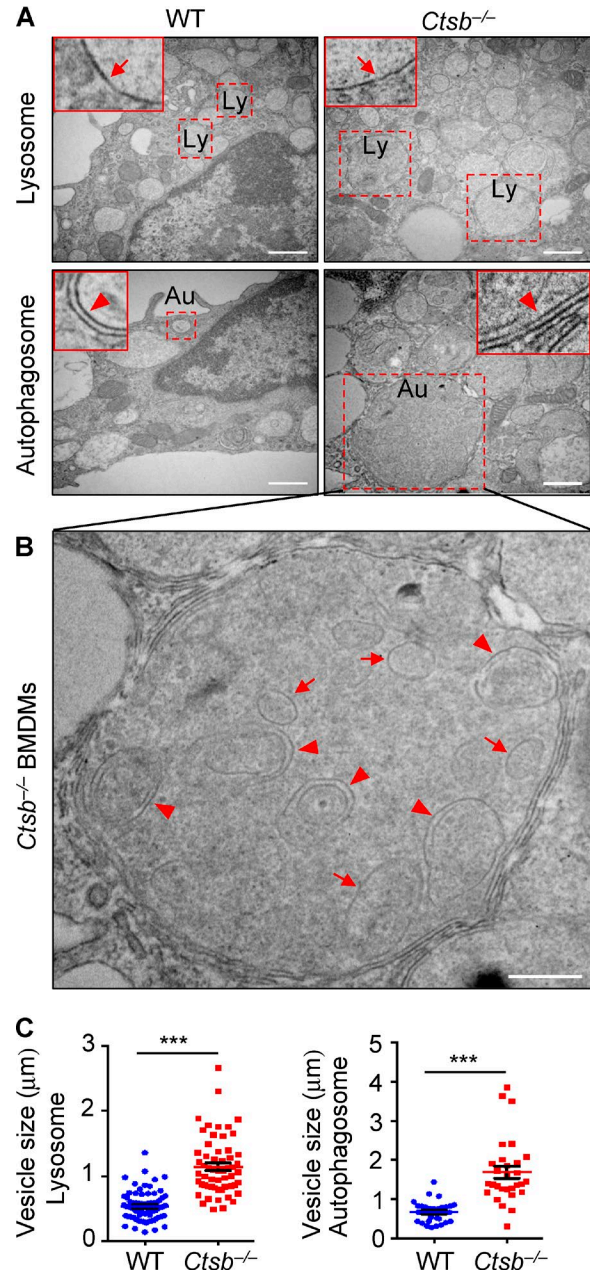 A
WT
Ctsb–/–
Lysosome
Ly
Ly
Ly
Ly
Autophagosome
Au
Au
B
Ctsb–/– BMDMs
C
Vesicle size (μm)
Lysosome
3
2
1
0
***
WT
Ctsb–/–
Vesicle size (μm)
Autophagosome
5
4
3
2
1
0
***
WT
Ctsb–/–